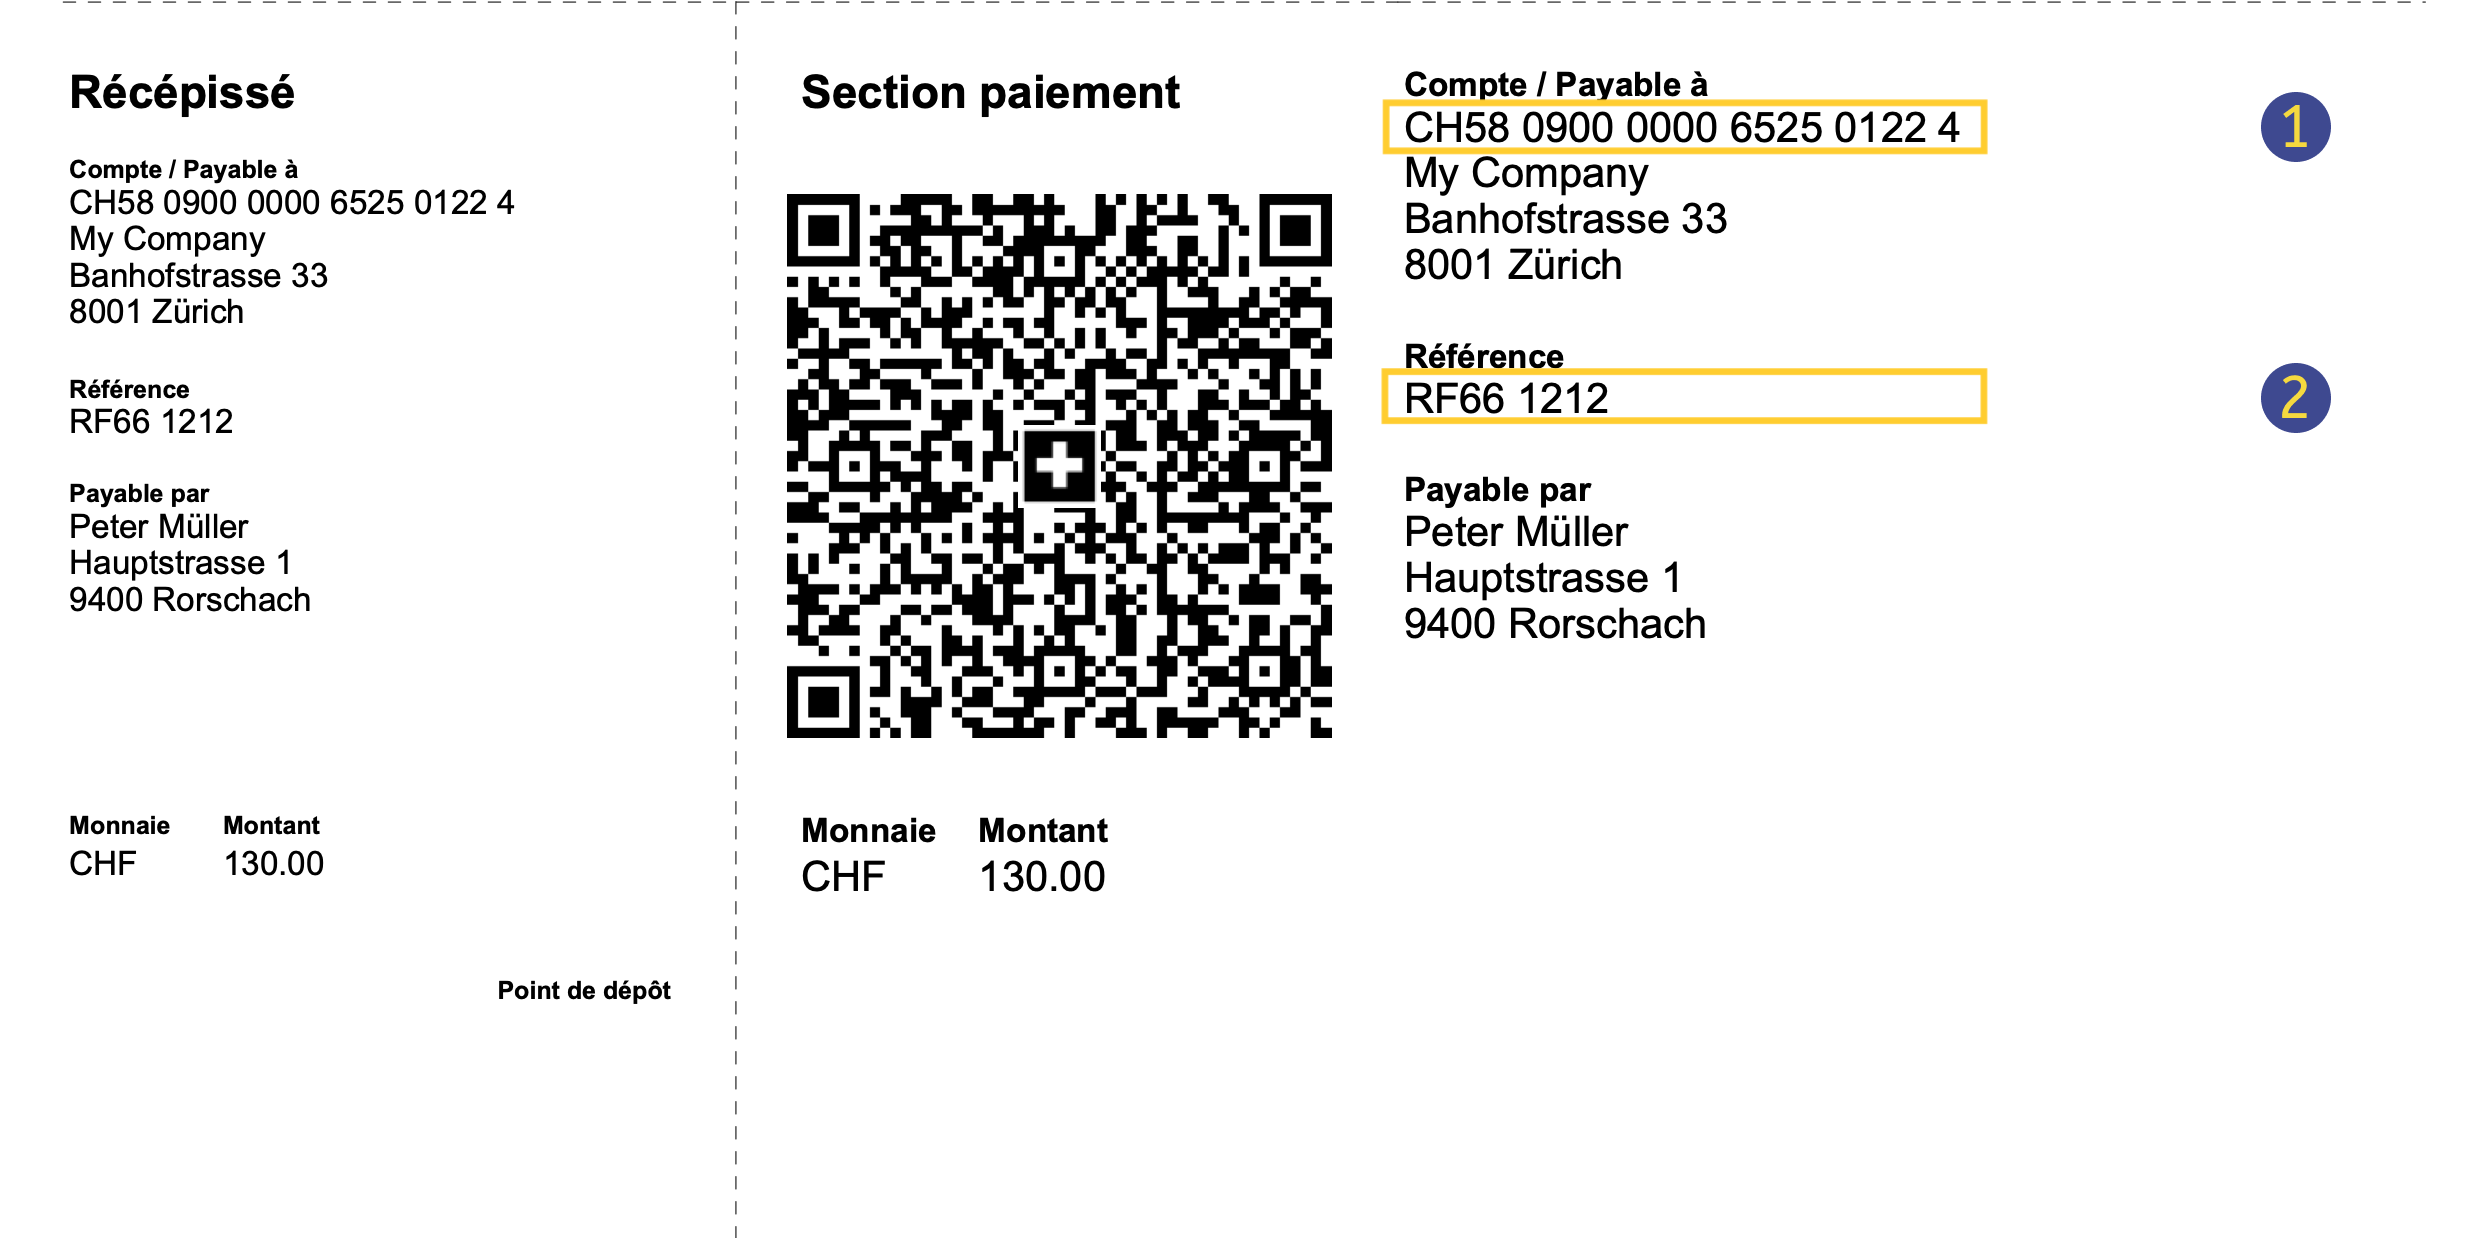 Récépissé
Compte / Payable à
CH58 0900 0000 6525 0122 4
My Company
Banhofstrasse 33
8001 Zürich
Référence
RF66 1212
Payable par
Peter Müller
Hauptstrasse 1
9400 Rorschach
Monnaie Montant
CHF 130.00
Point de dépôt
Section paiement
Monnaie Montant
CHF 130.00
Compte / Payable à
CH58 0900 0000 6525 0122 4
1
My Company
Banhofstrasse 33
8001 Zürich
Référence
RF66 1212
2
Payable par
Peter Müller
Hauptstrasse 1
9400 Rorschach